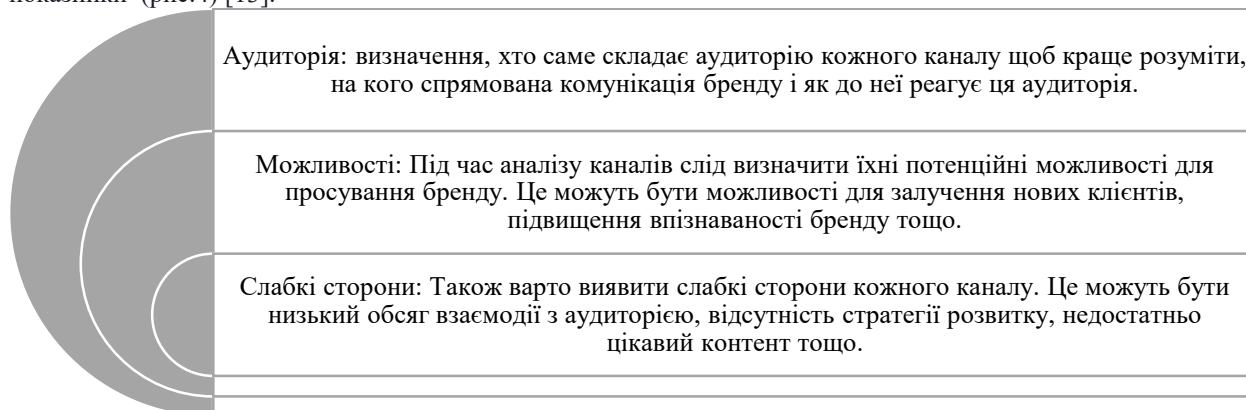 показники (рис.4) [15].
Аудиторія: визначення, хто саме складає аудиторію кожного каналу щоб краще розуміти,
на кого спрямована комунікація бренду і як до неї реагує ця аудиторія.
Можливості: Під час аналізу каналів слід визначити їхні потенційні можливості для
просування бренду. Це можуть бути можливості для залучення нових клієнтів,
підвищення впізнаваності бренду тощо.
Слабкі сторони: Також варто виявити слабкі сторони кожного каналу. Це можуть бути
низький обсяг взаємодії з аудиторією, відсутність стратегії розвитку, недостатньо
цікавий контент тощо.